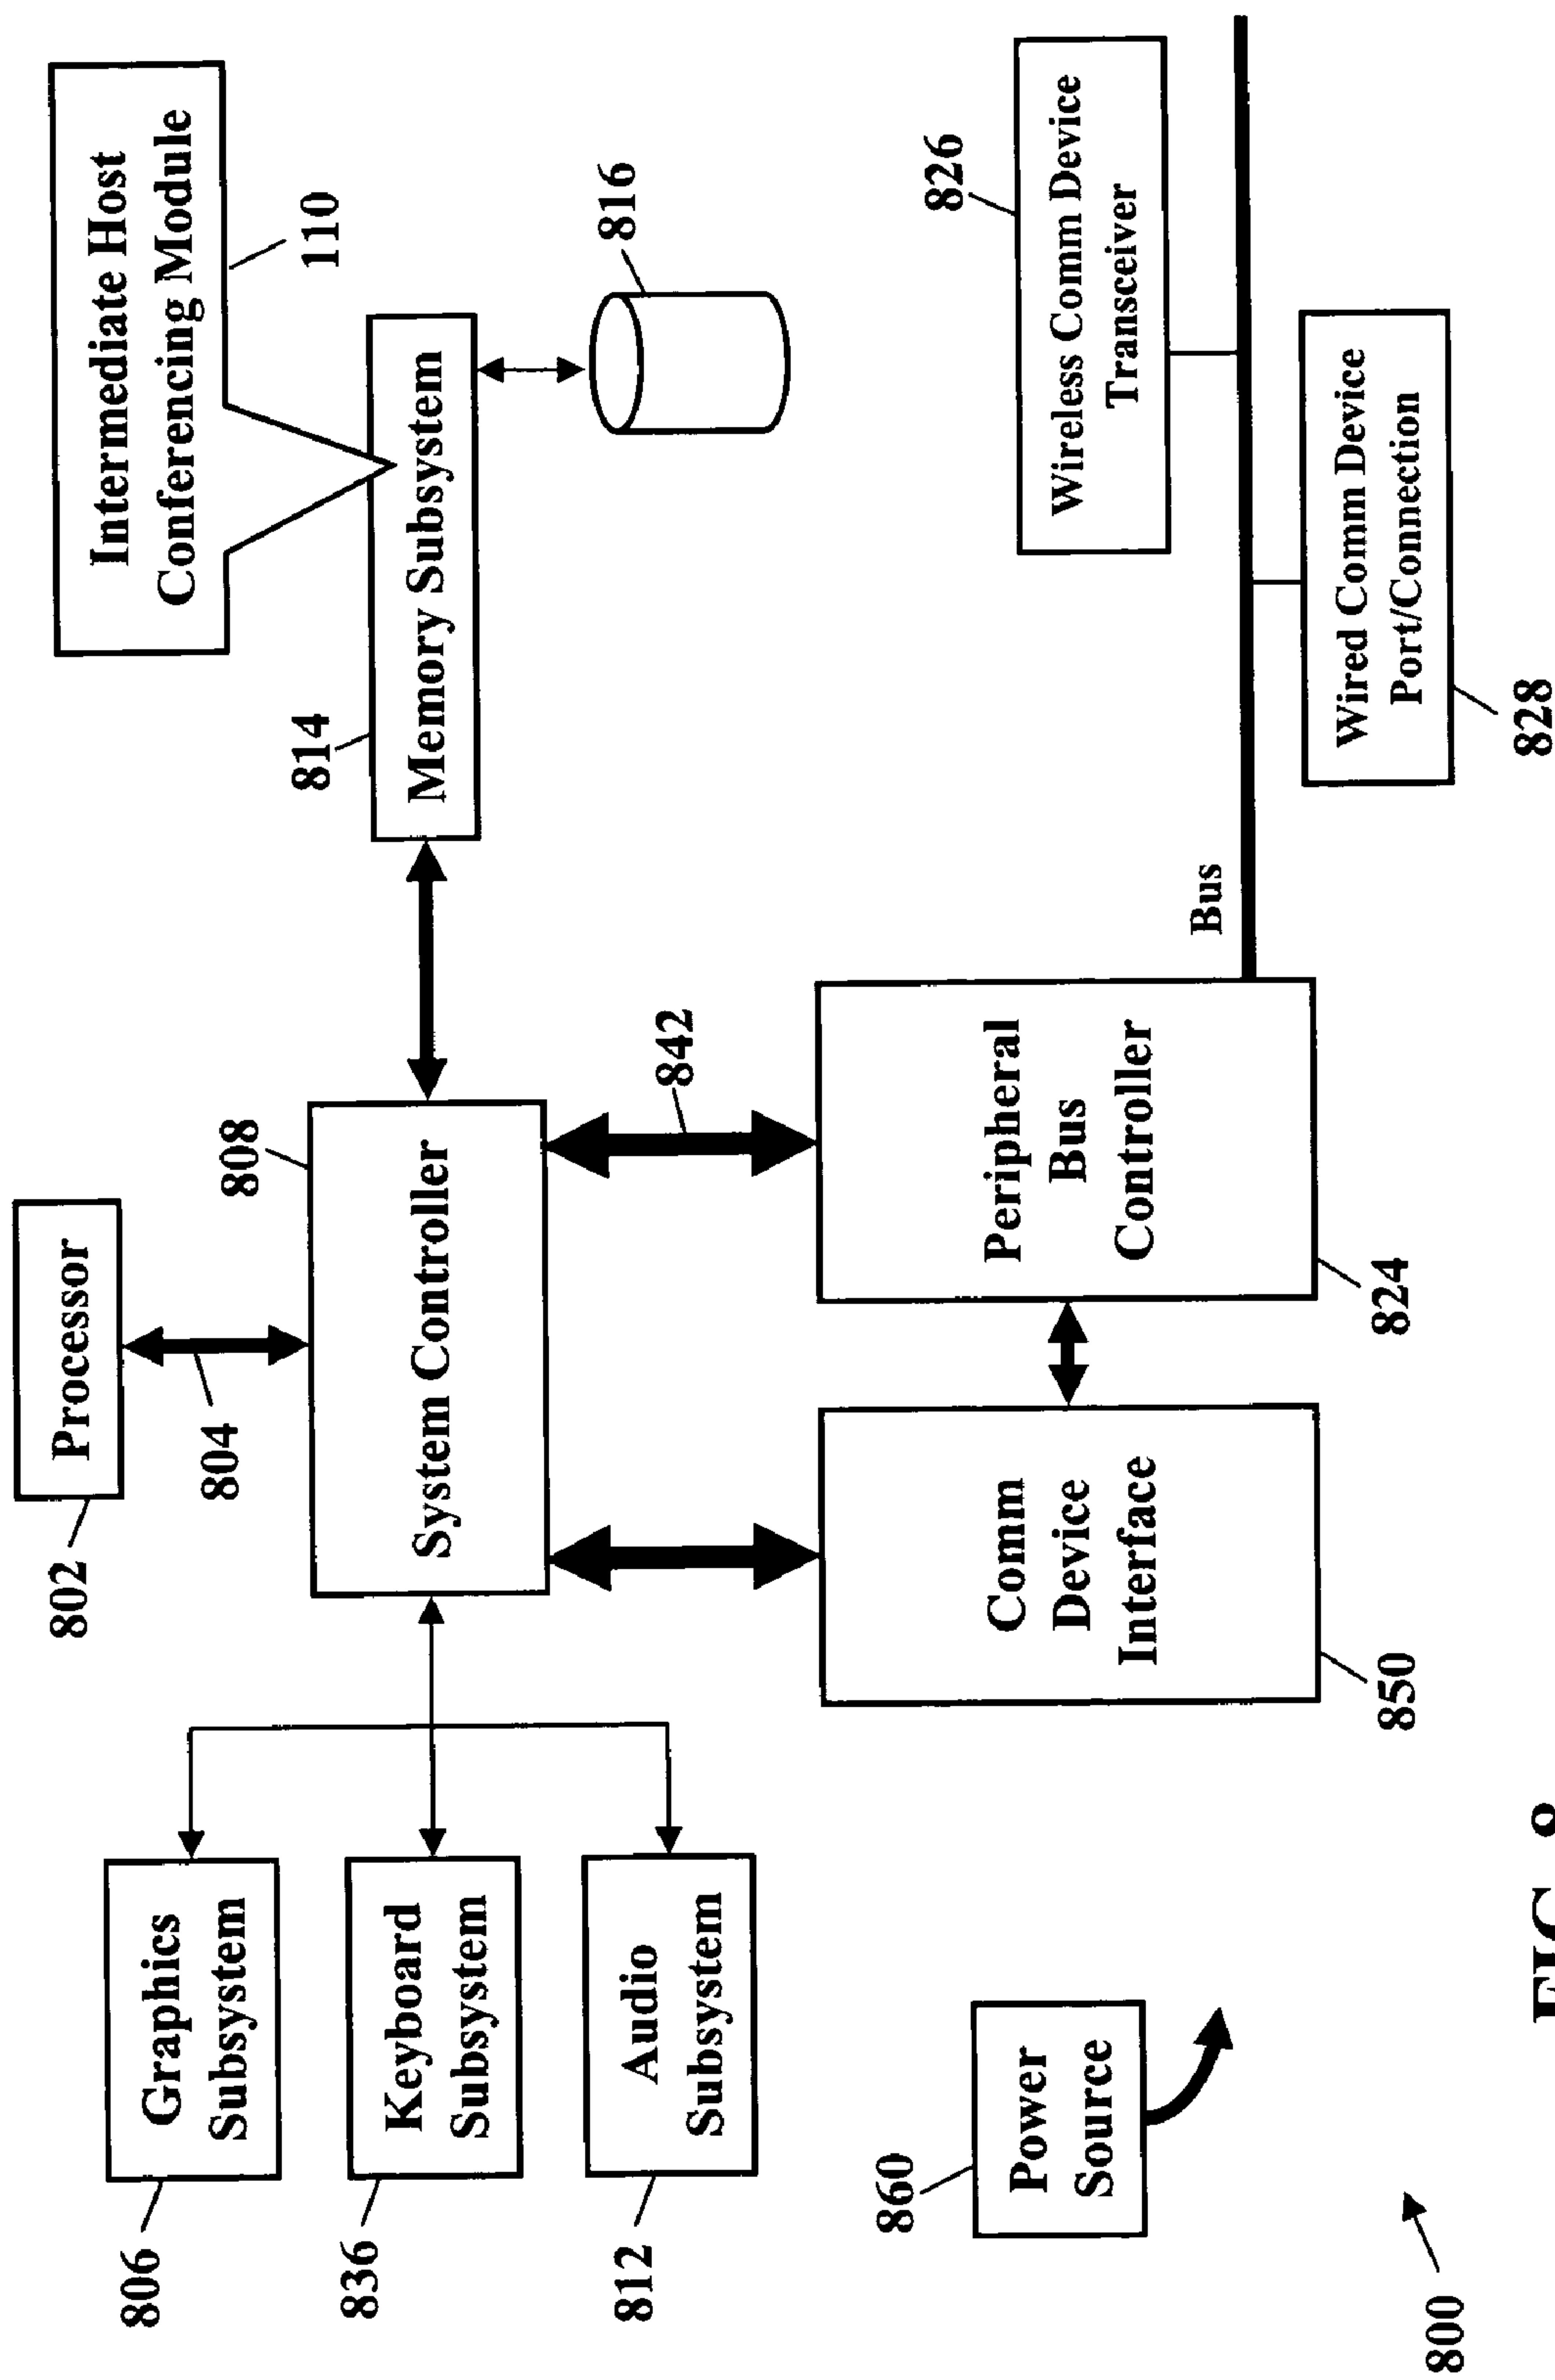 Intermediate Host
Conferencing Module
110
Processor
802
804
808
System Controller
814
Memory Subsystem
816
Graphics
Subsystem
806
Keyboard
Subsystem
836
Audio
Subsystem
812
842
Comm
Device
Interface
850
Peripheral
Bus
Controller
824
Bus
826
Wireless Comm Device
Transceiver
Wired Comm Device
Port/Connection
828
860
Power
Source
800
FIG. 8